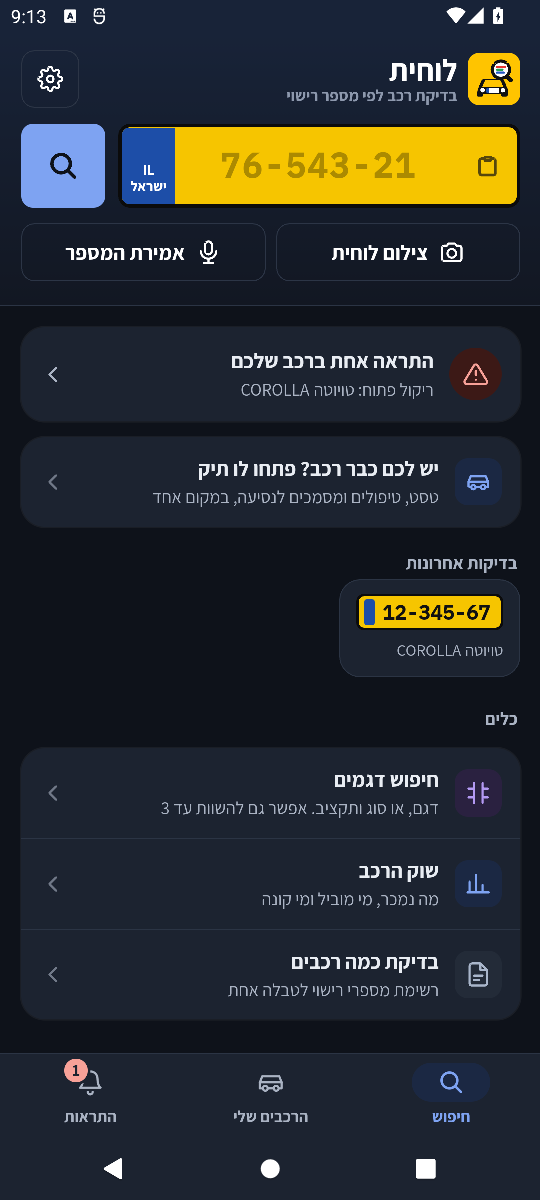 9:13
לוחית
בדיקת רכב לפי מספר רישוי
76-543-21
IL
ישראל
צילום לוחית
אמירת המספר
התראה אחת ברכב שלכם
ריקול פתוח: טויוטה COROLLA
יש לכם כבר רכב? פתחו לו תיק
טסט, טיפולים ומסמכים לנסיעה, במקום אחד
בדיקות אחרונות
12-345-67
טויוטה COROLLA
כלים
חיפוש דגמים
דגם, או סוג ותקציב. אפשר גם להשוות עד 3
שוק הרכב
מה נמכר, מי מוביל ומי קונה
בדיקת כמה רכבים
רשימת מספרי רישוי לטבלה אחת
חיפוש
הרכבים שלי
1
התראות